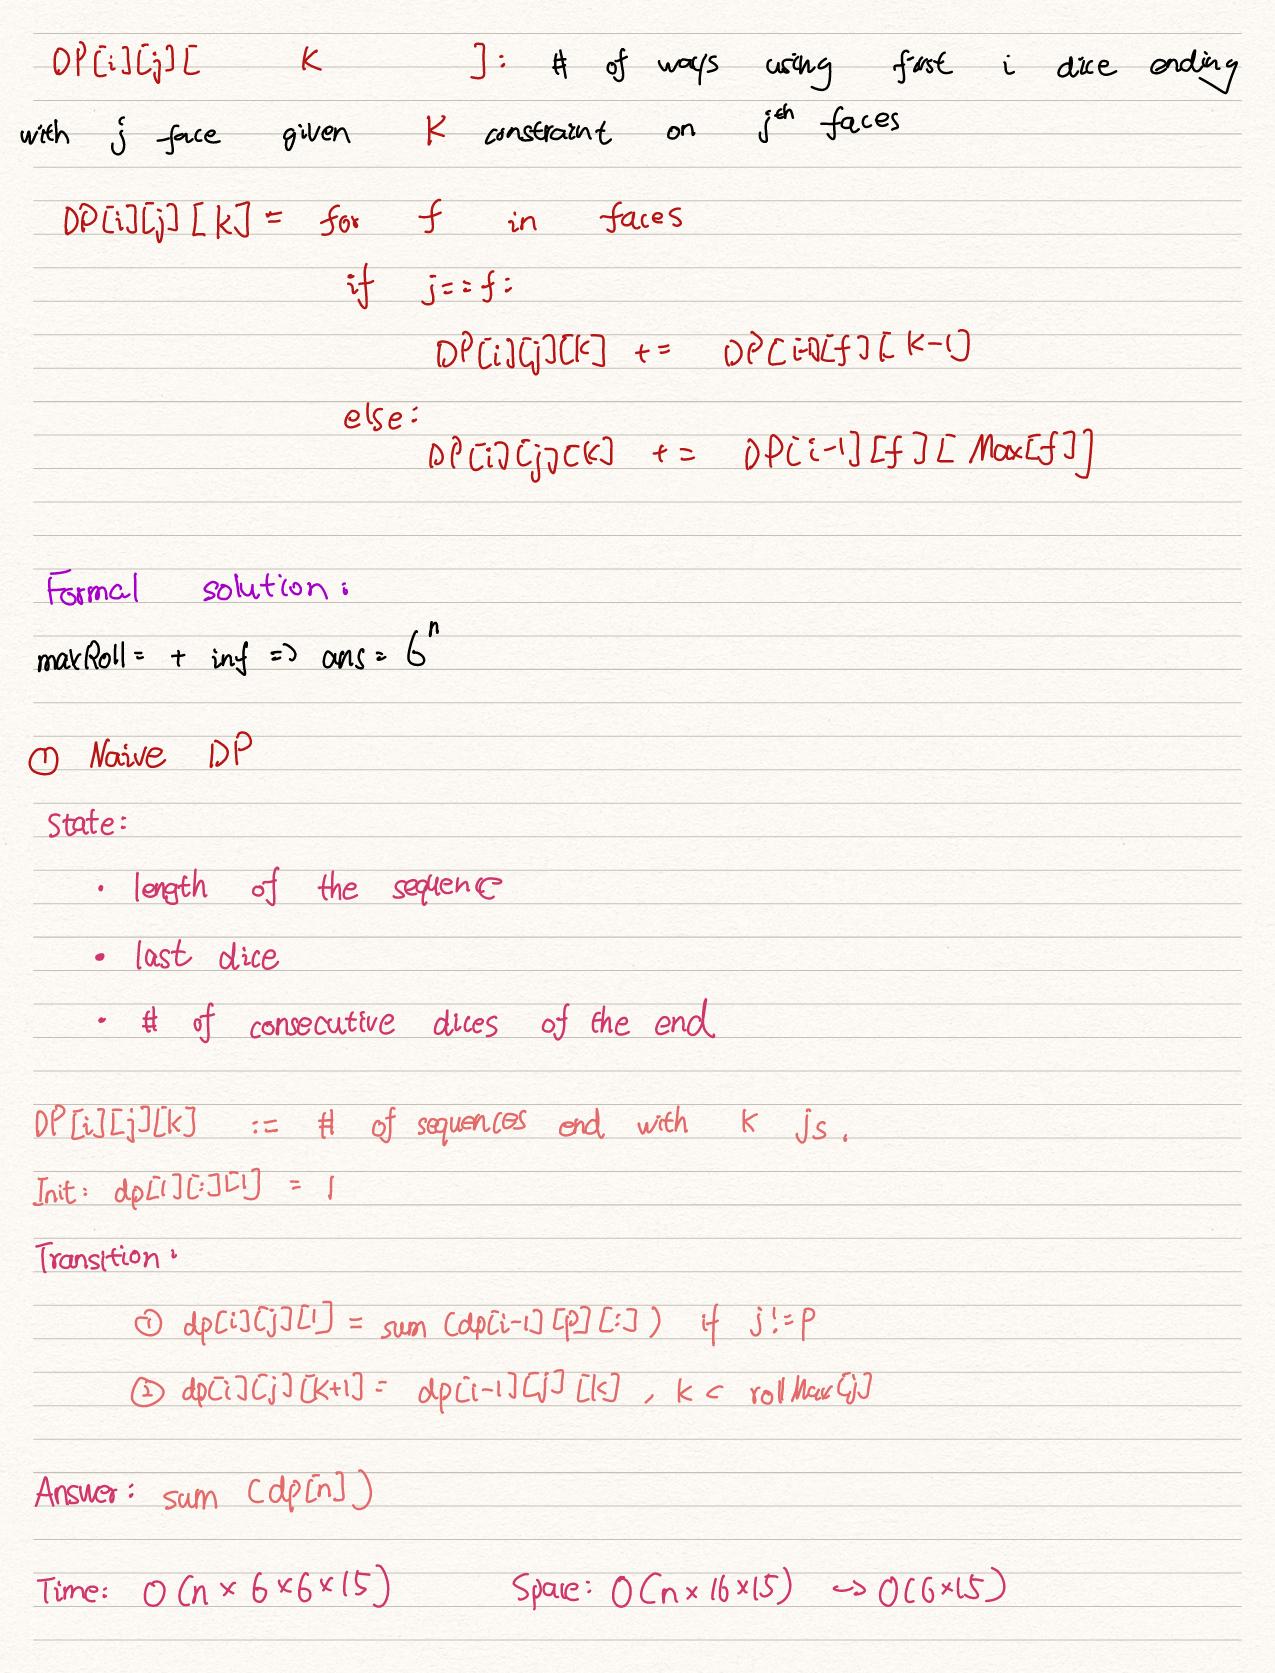 DP[i][j][ K ]: # of ways using first i dice ending
with j face given K constraint on jth faces
DP[i][j][k] = for f in faces
if j==f:
DP[i][j][k] += DP[i-1][f][k-1]
else:
DP[i][j][k] += DP[i-1][f][Max[f]]
Formal solution:
maxRoll = + inf => ans = 6^n
① Naive DP
State:
• length of the sequence
• last dice
• # of consecutive dices of the end
DP[i][j][k] := # of sequences end with k js.
Init: dp[1][:][1] = 1
Transition:
① dp[i][j][1] = sum (dp[i-1][p][:]) if j!=p
② dp[i][j][k+1] = dp[i-1][j][k], k < rollMax[j]
Answer: sum (dp[n])
Time: O(n × 6 × 6 × 15) Space: O(n × 16 × 15) -> O(6×15)